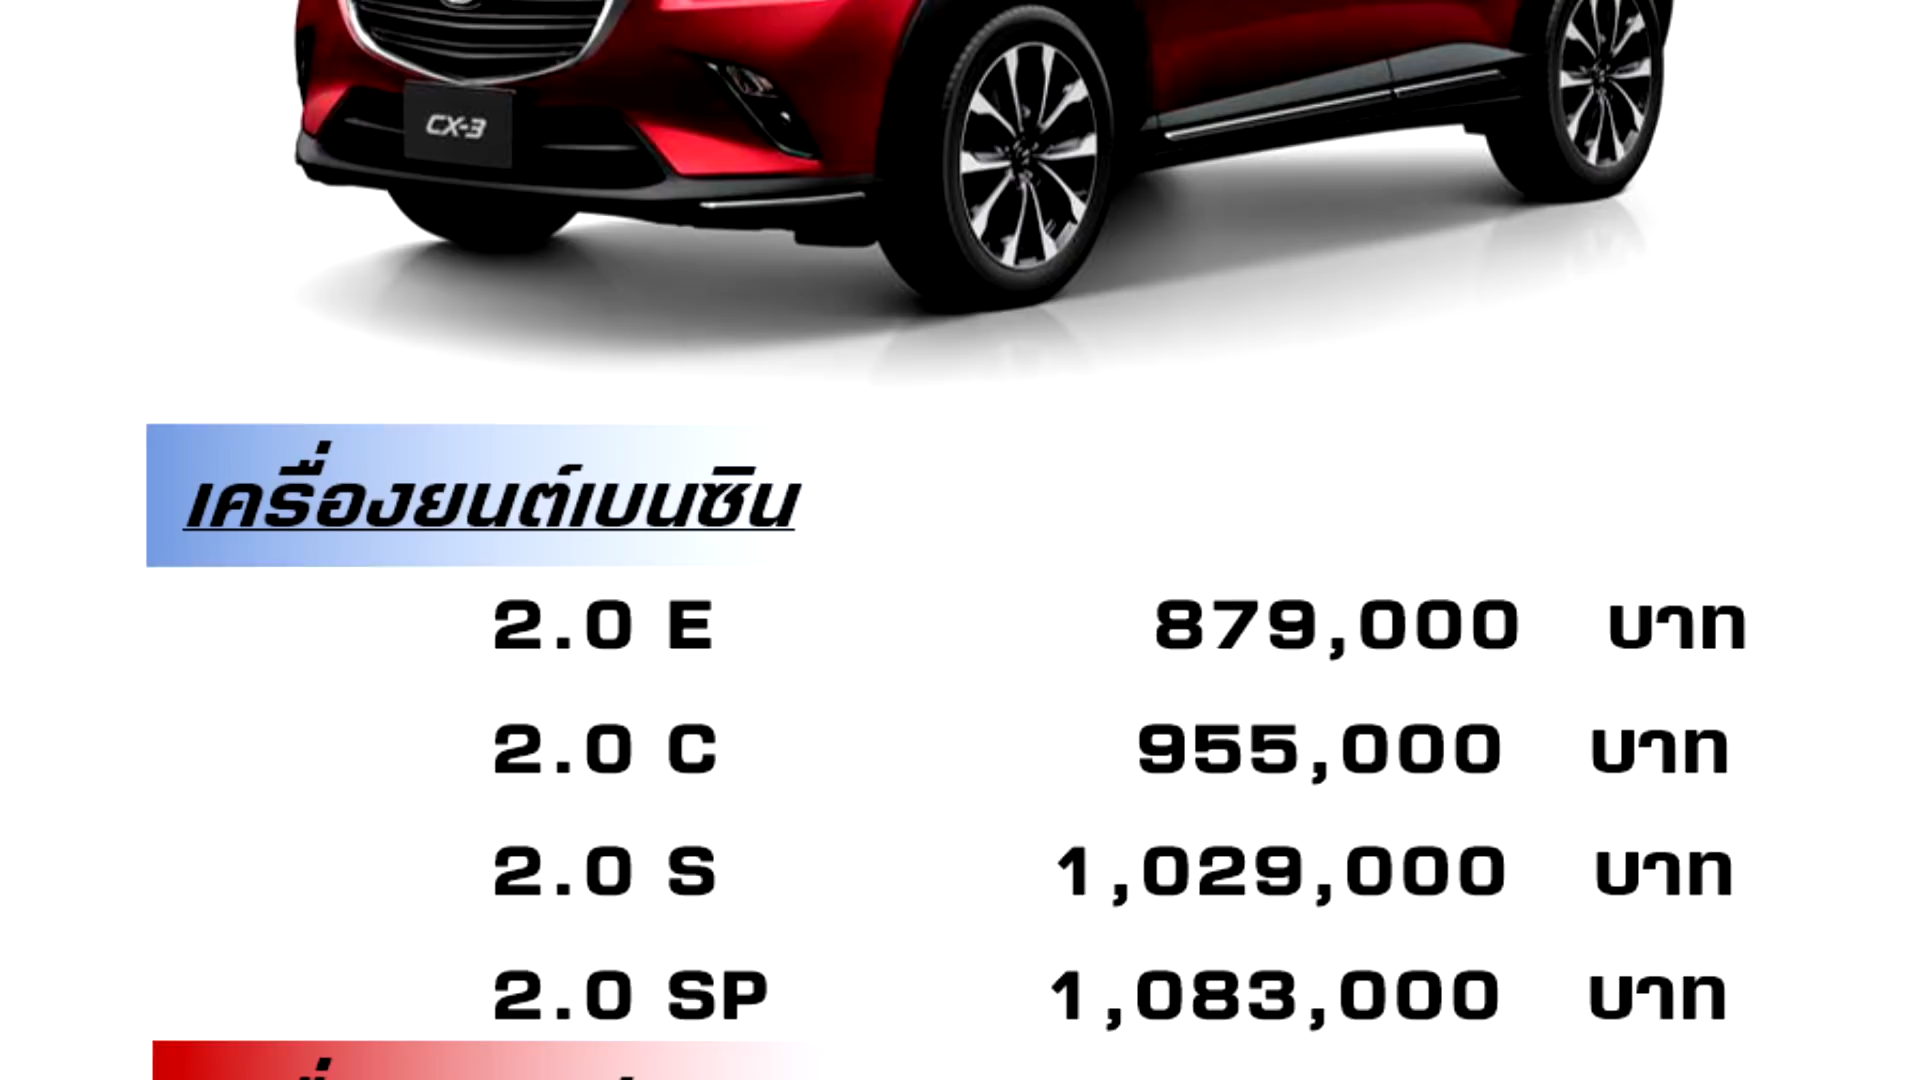 CX-3
เครื่องยนต์เบนซิน
2.0 E 879,000 บาท
2.0 C 955,000 บาท
2.0 S 1,029,000 บาท
2.0 SP 1,083,000 บาท